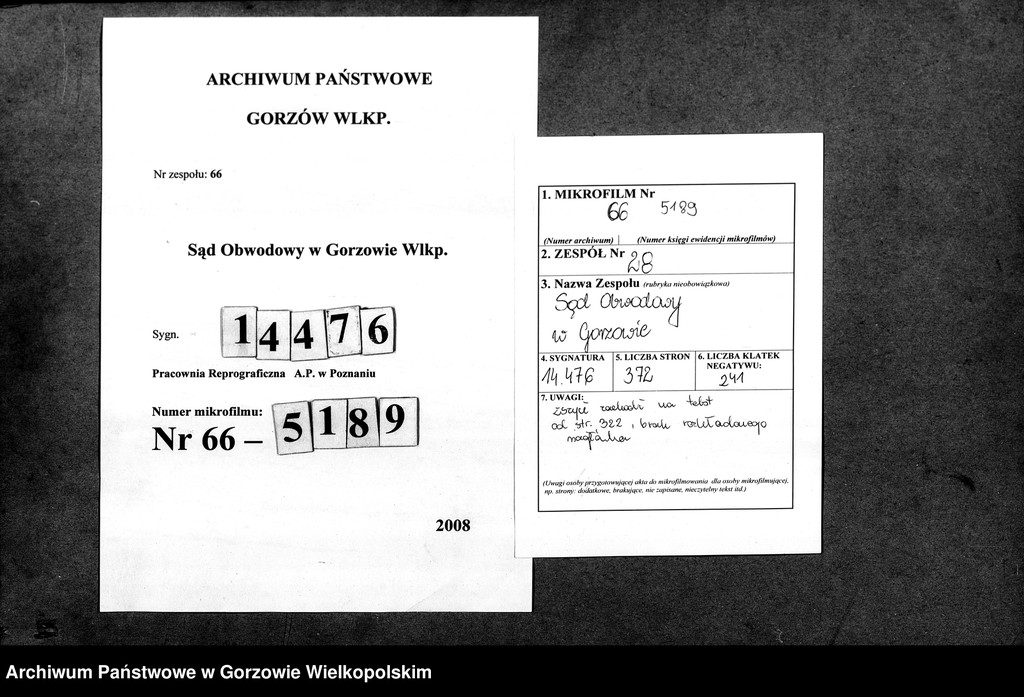 ARCHIWUM PAŃSTWOWE
GORZÓW WLKP.
Nr zespołu: 66
Sąd Obwodowy w Gorzowie Wlkp.
Sygn. 14476
Pracownia Reprograficzna A.P. w Poznaniu
Numer mikrofilmu:
Nr 66 – 5189
2008
1. MIKROFILM Nr
66 5189
(Numer archiwum) (Numer księgi ewidencji mikrofilmów)
2. ZESPÓŁ Nr 28
3. Nazwa Zespołu (rubryka nieobowiązkowa)
Sąd Obwodowy
w Gorzowie
4. SYGNATURA
14.476
5. LICZBA STRON
372
6. LICZBA KLATEK NEGATYWU:
241
7. UWAGI:
zszycie zachodzi na tekst
od str. 322, brak rozkładanego
nagłówka
(Uwagi osoby przygotowującej akta do mikrofilmowania dla osoby mikrofilmującej,
np. strony: dodatkowe, brakujące, nie zapisane, nieczytelny tekst itd.)
Archiwum Państwowe w Gorzowie Wielkopolskim